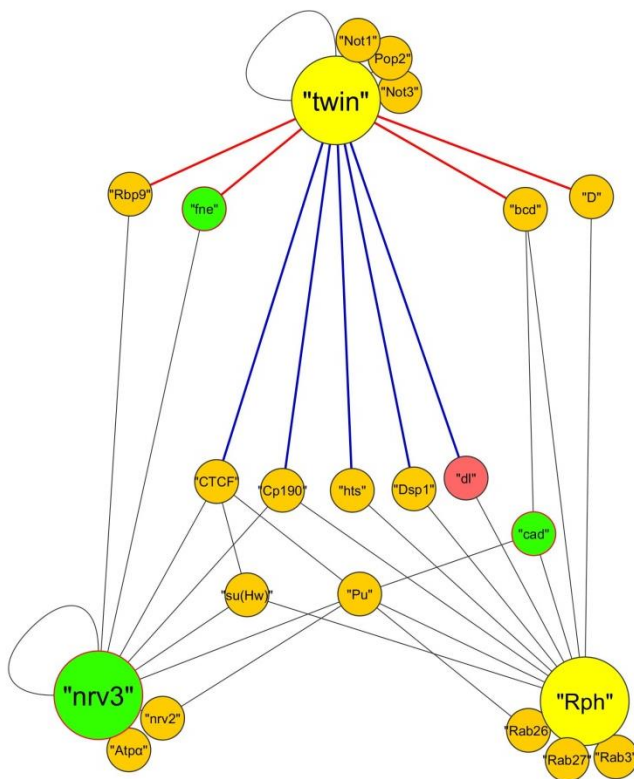 "Not1"
Pop2"
"Not3"
"twin"
"Rbp9"
"fne"
"bcd"
"D"
"CTCF"
"Cp190"
"hts"
"Dsp1"
"dl"
"cad"
"su(Hw)"
"Pu"
"nrv3"
"nrv2"
"Atpα"
"Rph"
"Rab26
"Rab27"
"Rab3"